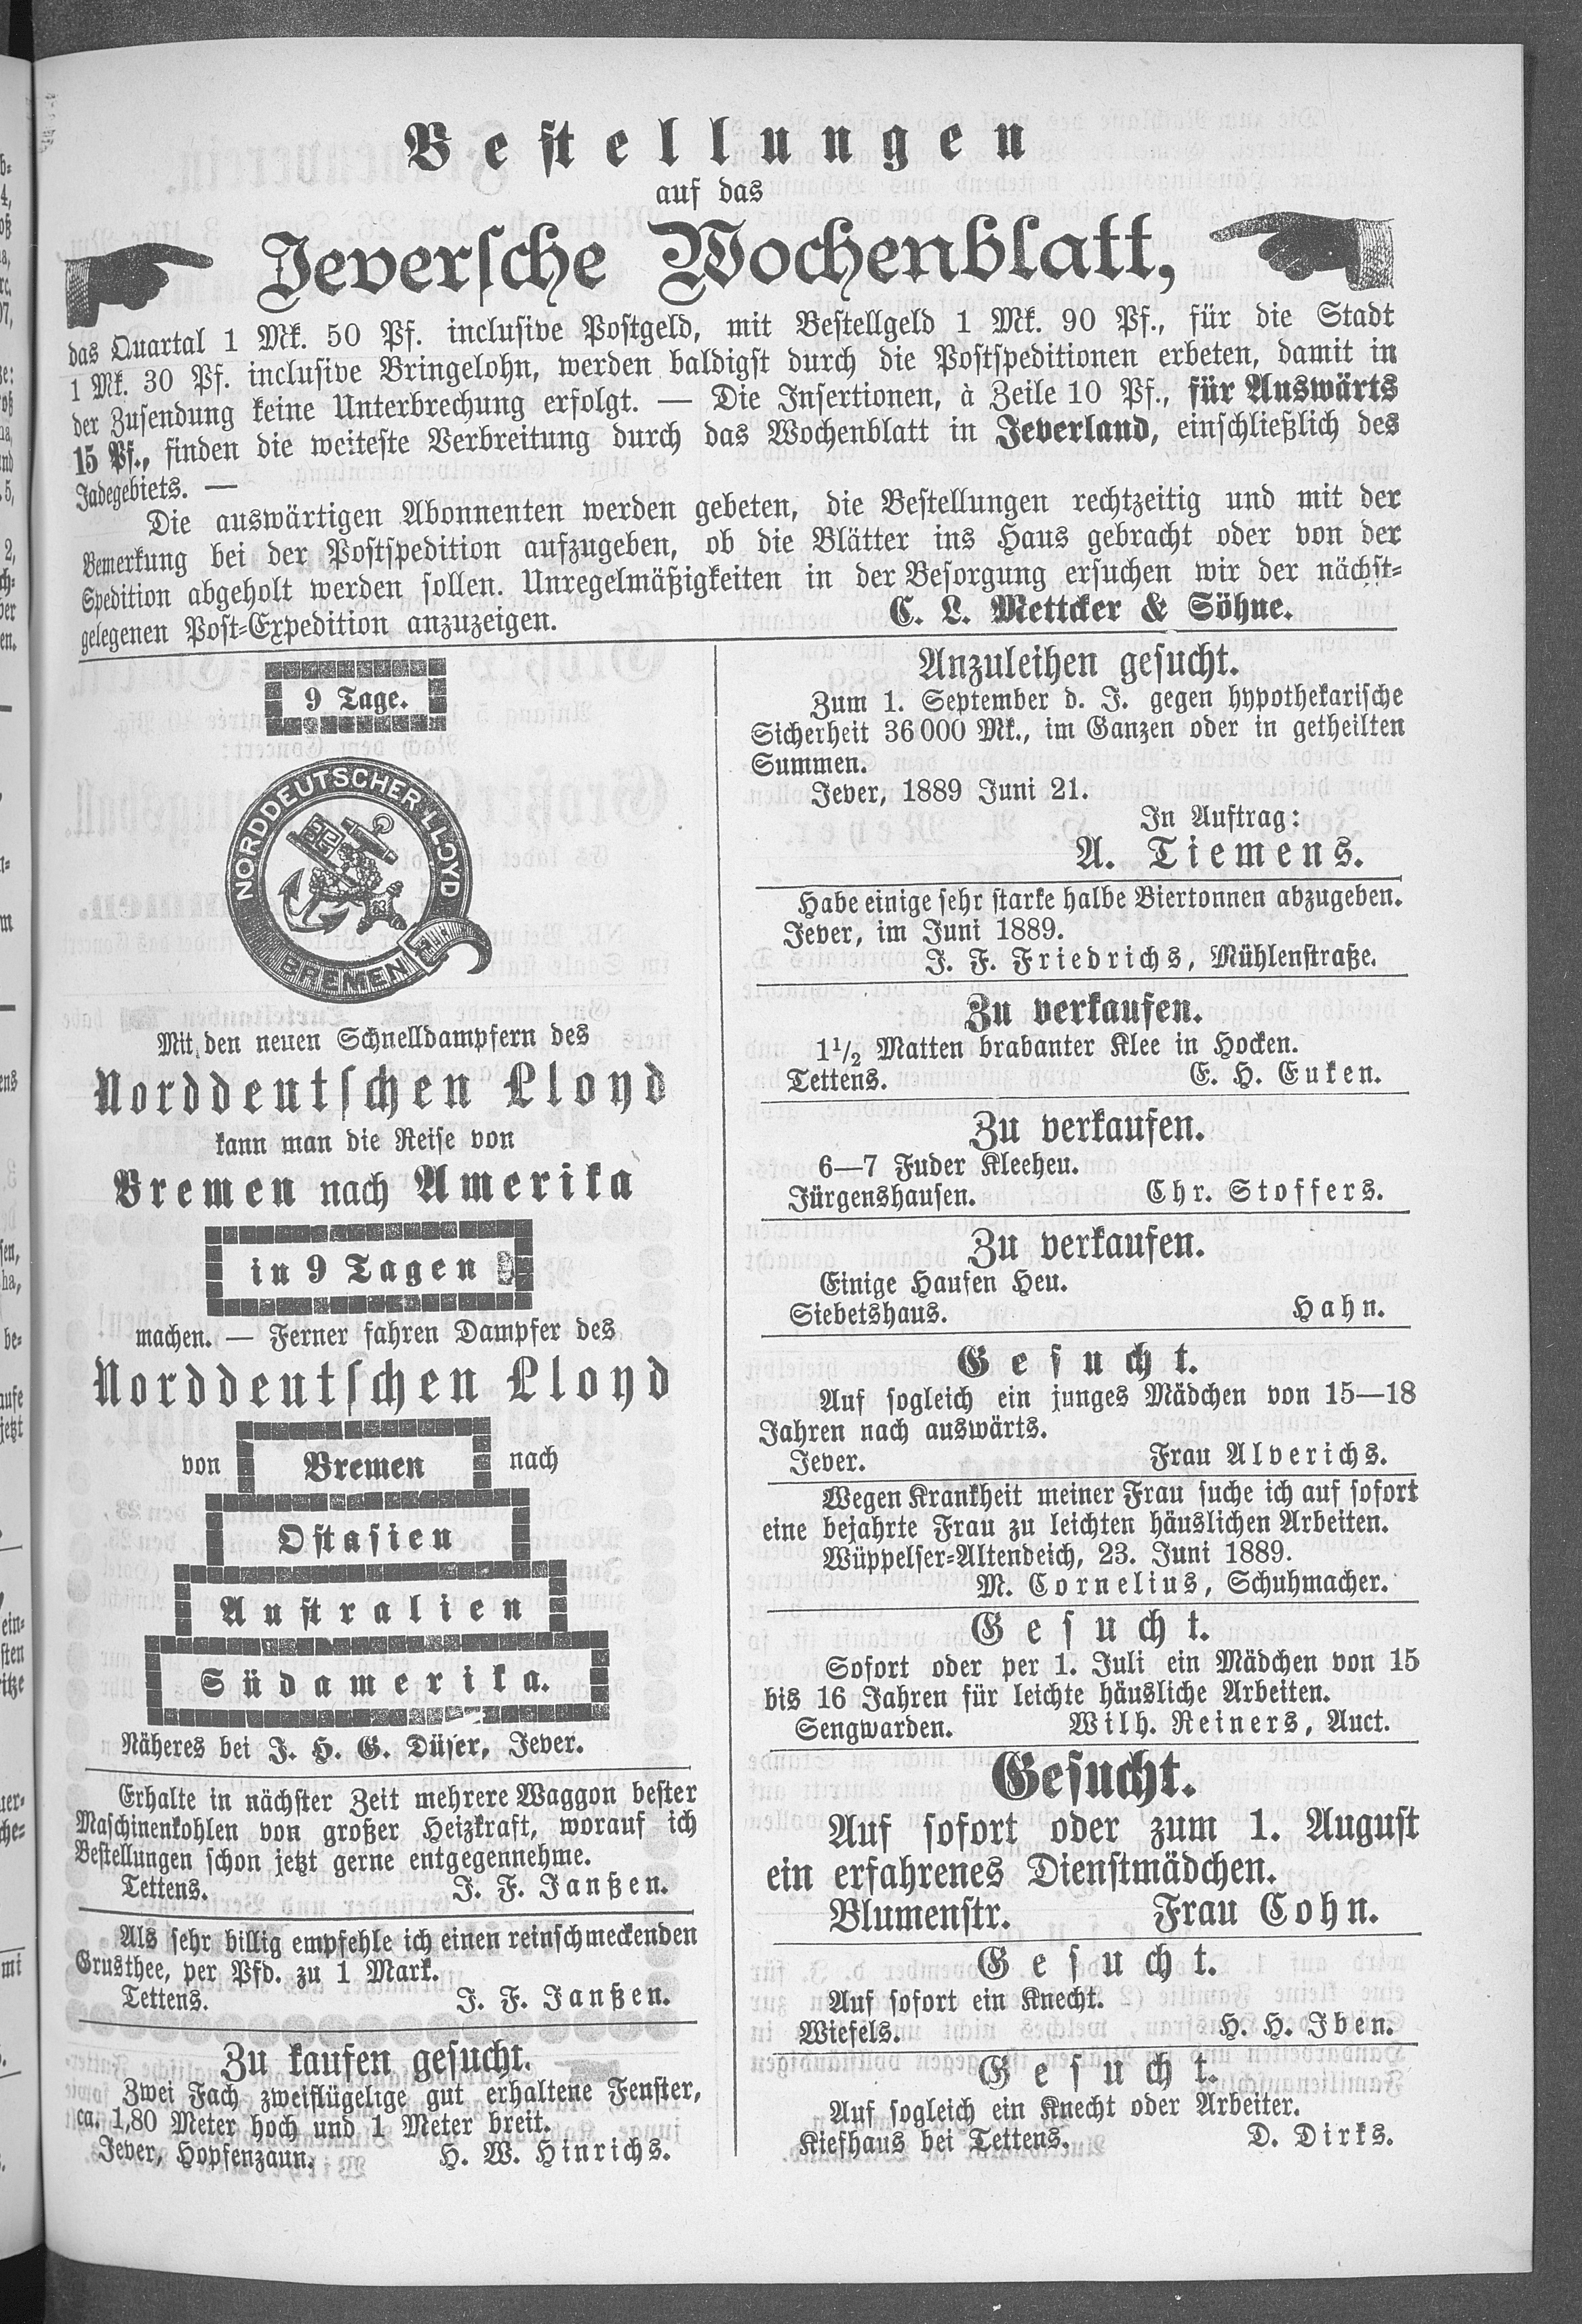 Bestellungen
auf das
Jeversche Wochenblatt,
das Quartal 1 Mk. 50 Pf. inclusive Postgeld, mit Bestellgeld 1 Mk. 90 Pf., für die Stadt
1 Mk. 30 Pf. inclusive Bringelohn, werden baldigst durch die Postspeditionen erbeten, damit in
der Zusendung keine Unterbrechung erfolgt. — Die Insertionen, à Zeile 10 Pf., für Auswärts
15 Pf., finden die weiteste Verbreitung durch das Wochenblatt in Jeverland, einschließlich des
Jadegebiets. —
Die auswärtigen Abonnenten werden gebeten, die Bestellungen rechtzeitig und mit der
Bemerkung bei der Postspedition aufzugeben, ob die Blätter ins Haus gebracht oder von der
Spedition abgeholt werden sollen. Unregelmäßigkeiten in der Besorgung ersuchen wir der nächst-
gelegenen Post-Expedition anzuzeigen.
C. L. Mettcker & Söhne.
9 Tage.
NORDDEUTSCHER LLOYD
BREMEN
Mit den neuen Schnelldampfern des
Norddeutschen Lloyd
kann man die Reise von
Bremen nach Amerika
in 9 Tagen
machen. — Ferner fahren Dampfer des
Norddeutschen Lloyd
von Bremen nach
Ostasien
Australien
Südamerika.
Näheres bei J. H. G. Düser, Jever.
Erhalte in nächster Zeit mehrere Waggon bester
Maschinenkohlen von großer Heizkraft, worauf ich
Bestellungen schon jetzt gerne entgegennehme.
Tettens. J. F. Janßen.
Als sehr billig empfehle ich einen reinschmeckenden
Grusthee, per Pfd. zu 1 Mark.
Tettens. J. F. Janßen.
Zu kaufen gesucht.
Zwei Fach zweiflügelige gut erhaltene Fenster,
ca. 1,80 Meter hoch und 1 Meter breit.
Jever, Hopfenzaun. H. W. Hinrichs.
Anzuleihen gesucht.
Zum 1. September d. J. gegen hypothekarische
Sicherheit 36 000 Mk., im Ganzen oder in getheilten
Summen.
Jever, 1889 Juni 21.
In Auftrag:
A. Tiemens.
Habe einige sehr starke halbe Biertonnen abzugeben.
Jever, im Juni 1889.
J. F. Friedrichs, Mühlenstraße.
Zu verkaufen.
1 1/2 Matten brabanter Klee in Hocken.
Tettens. E. H. Euken.
Zu verkaufen.
6—7 Fuder Kleeheu.
Jürgenshausen. Chr. Stoffers.
Zu verkaufen.
Einige Haufen Heu.
Siebetshaus. Hahn.
Gesucht.
Auf sogleich ein junges Mädchen von 15—18
Jahren nach auswärts.
Jever. Frau Alverichs.
Wegen Krankheit meiner Frau suche ich auf sofort
eine bejahrte Frau zu leichten häuslichen Arbeiten.
Wüppelser-Altendeich, 23. Juni 1889.
M. Cornelius, Schuhmacher.
Gesucht.
Sofort oder per 1. Juli ein Mädchen von 15
bis 16 Jahren für leichte häusliche Arbeiten.
Sengwarden. Wilh. Reiners, Auct.
Gesucht.
Auf sofort oder zum 1. August
ein erfahrenes Dienstmädchen.
Blumenstr. Frau Cohn.
Gesucht.
Auf sofort ein Knecht.
Wiefels. H. H. Iben.
Gesucht.
Auf sogleich ein Knecht oder Arbeiter.
Kiefhaus bei Tettens. D. Dirks.